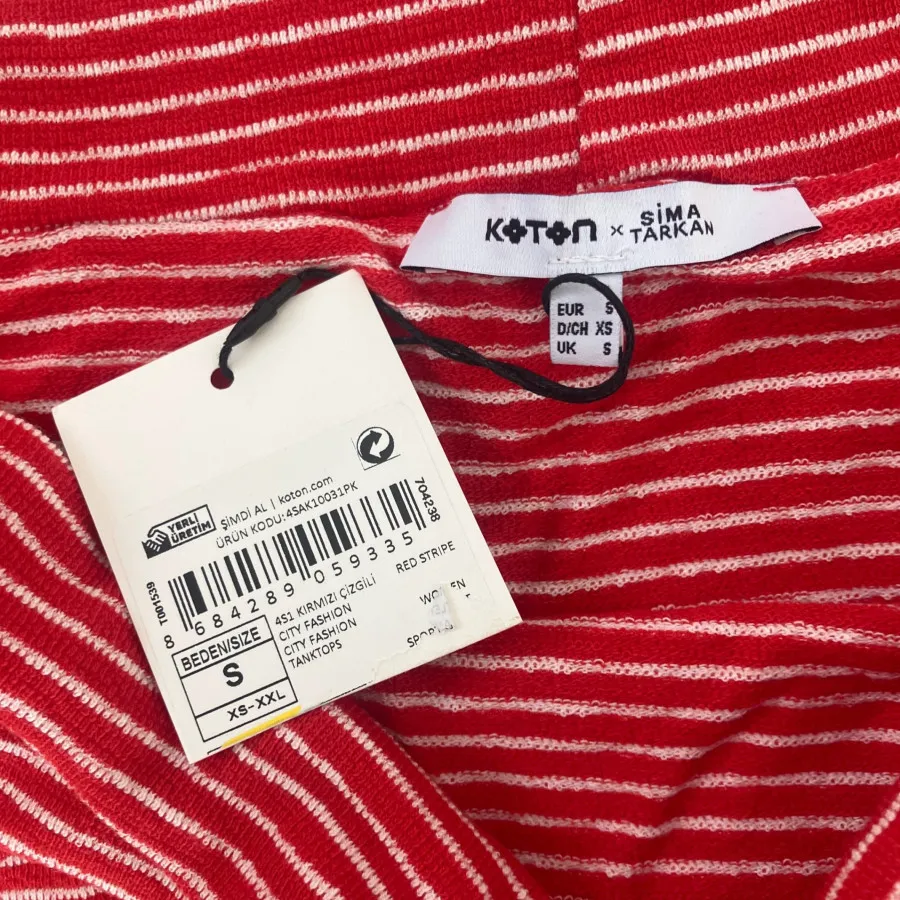 KOTON × SİMA TARKAN
EUR S
D/CH XS
UK S
YERLİ ÜRETİM
ŞİMDİ AL | koton.com
ÜRÜN KODU:4SAK10031PK
704238
T001539
8 684289 059335
4S1 KIRMIZI ÇİZGİLİ RED STRIPE
CITY FASHION
CITY FASHION
TANKTOPS
BEDEN/SIZE
S
XS-XXL